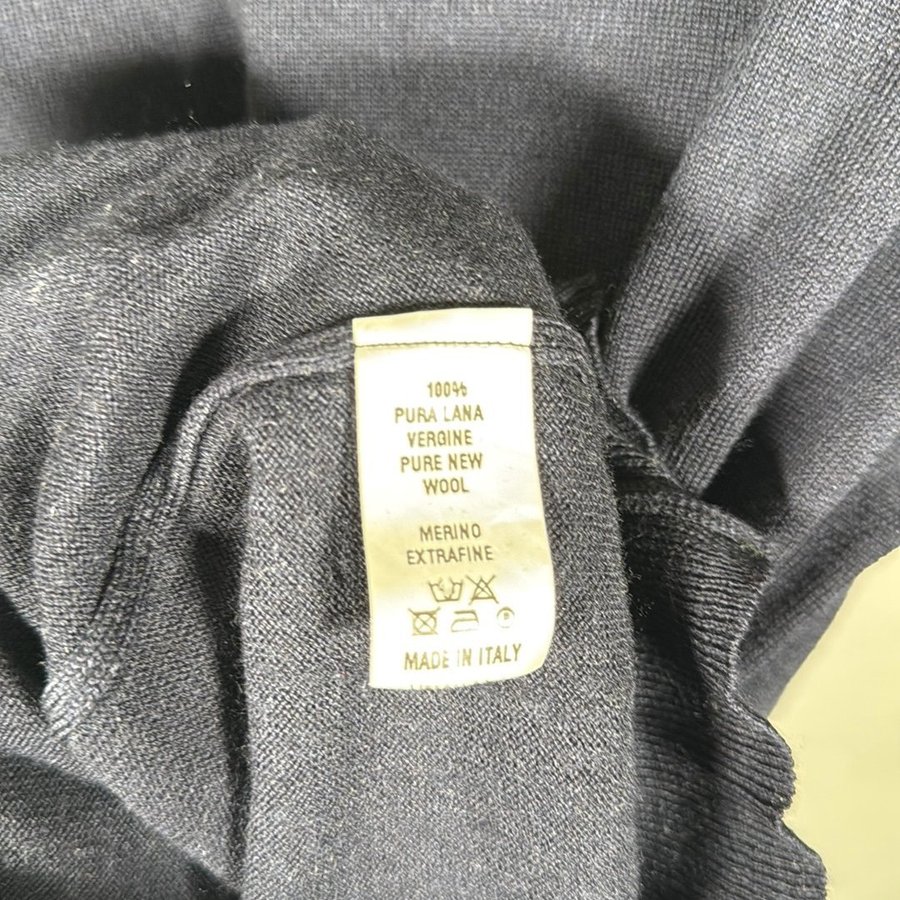 100%
PURA LANA
VERGINE
PURE NEW
WOOL
MERINO
EXTRAFINE
MADE IN ITALY